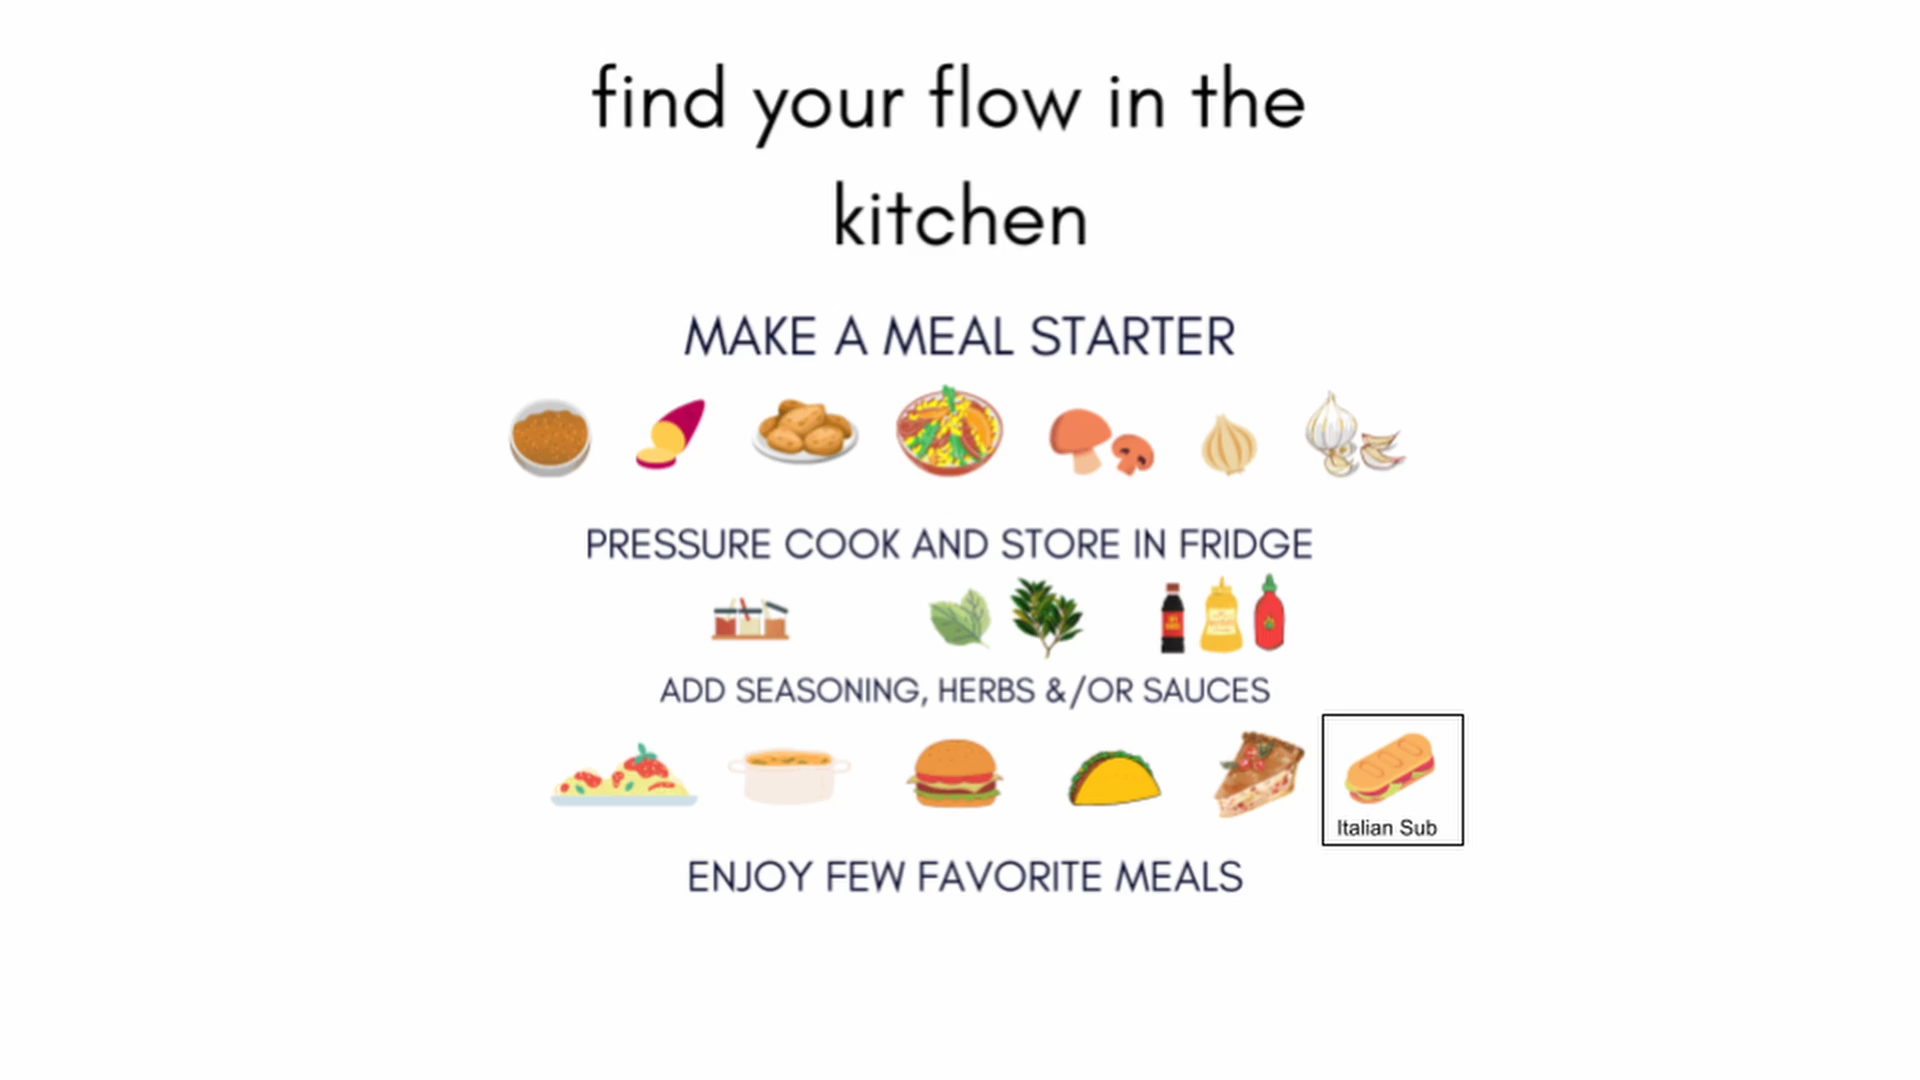 find your flow in the
kitchen
MAKE A MEAL STARTER
PRESSURE COOK AND STORE IN FRIDGE
ADD SEASONING, HERBS &/OR SAUCES
Italian Sub
ENJOY FEW FAVORITE MEALS